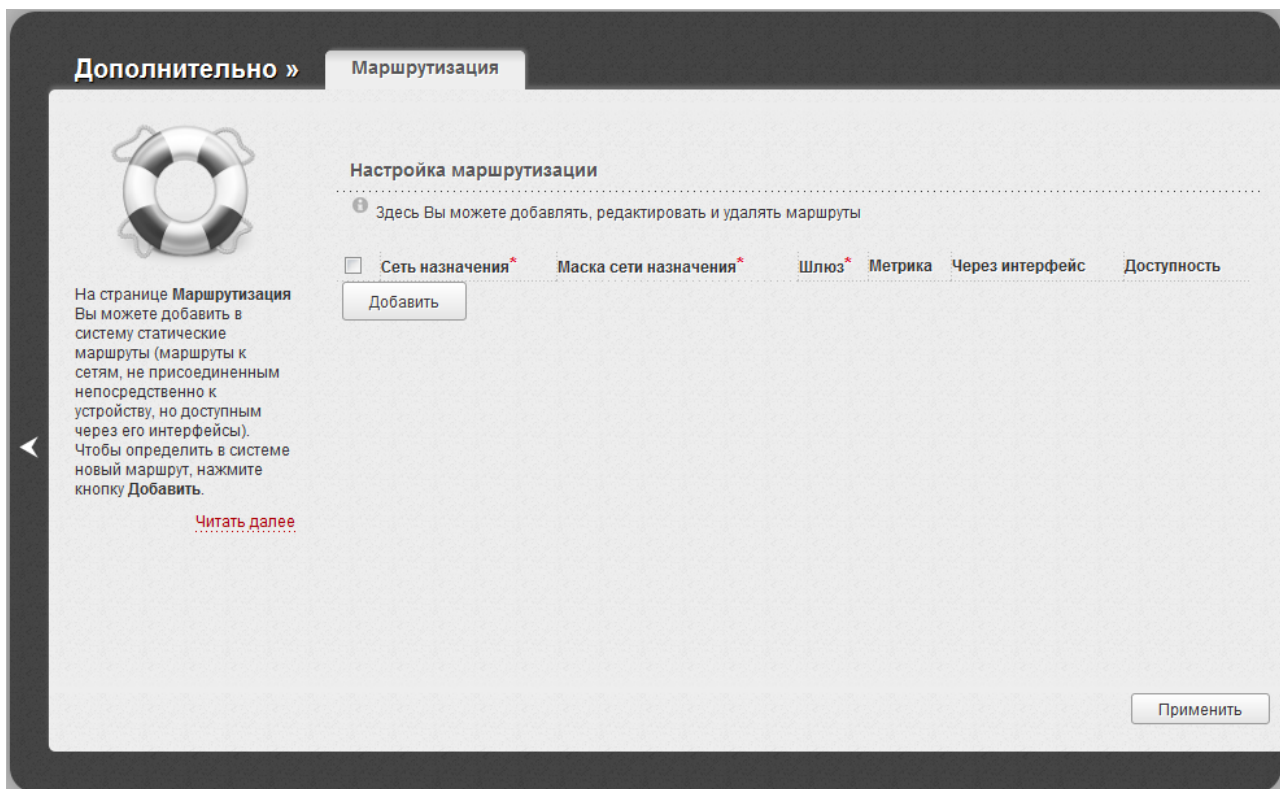 Дополнительно »
Маршрутизация
На странице Маршрутизация
Вы можете добавить в
систему статические
маршруты (маршруты к
сетям, не присоединенным
непосредственно к
устройству, но доступным
через его интерфейсы).
Чтобы определить в системе
новый маршрут, нажмите
кнопку Добавить.
Читать далее
Настройка маршрутизации
Здесь Вы можете добавлять, редактировать и удалять маршруты
Сеть назначения* Маска сети назначения* Шлюз* Метрика Через интерфейс Доступность
Добавить
Применить